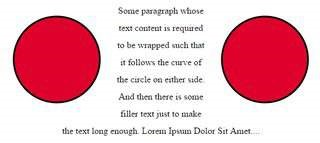 Some paragraph whose
text content is required
to be wrapped such that
it follows the curve of
the circle on either side.
And then there is some
filler text just to make
the text long enough. Lorem Ipsum Dolor Sit Amet....